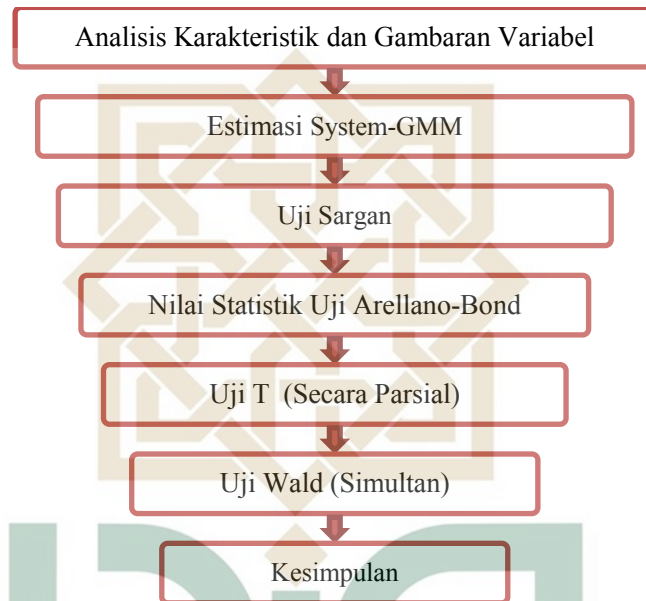 Analisis Karakteristik dan Gambaran Variabel
Estimasi System-GMM
Uji Sargan
Nilai Statistik Uji Arellano-Bond
Uji T (Secara Parsial)
Uji Wald (Simultan)
Kesimpulan